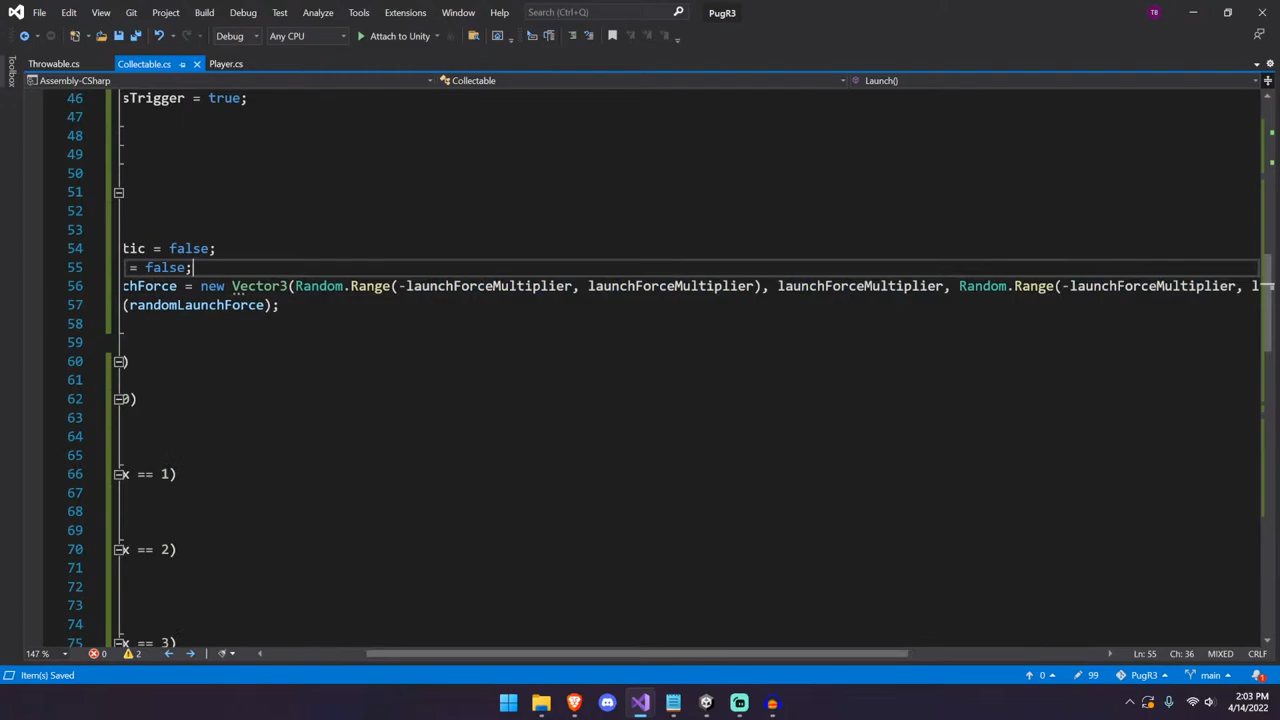 File Edit View Git Project Build Debug Test Analyze Tools Extensions Window Help Search (Ctrl+Q) PugR3 TB
Debug Any CPU Attach to Unity
Throwable.cs Collectable.cs Player.cs
Toolbox
Assembly-CSharp Collectable Launch()
46 sTrigger = true;
47
48
49
50
51
52
53
54 tic = false;
55 = false;
56 chForce = new Vector3(Random.Range(-launchForceMultiplier, launchForceMultiplier), launchForceMultiplier, Random.Range(-launchForceMultiplier, l
57 (randomLaunchForce);
58
59
60 )
61
62 0)
63
64
65
66 x == 1)
67
68
69
70 x == 2)
71
72
73
74
75 x == 3)
147 % 0 2 Ln: 55 Ch: 36 MIXED CRLF
Item(s) Saved 0 99 PugR3 main 1
2:03 PM
4/14/2022